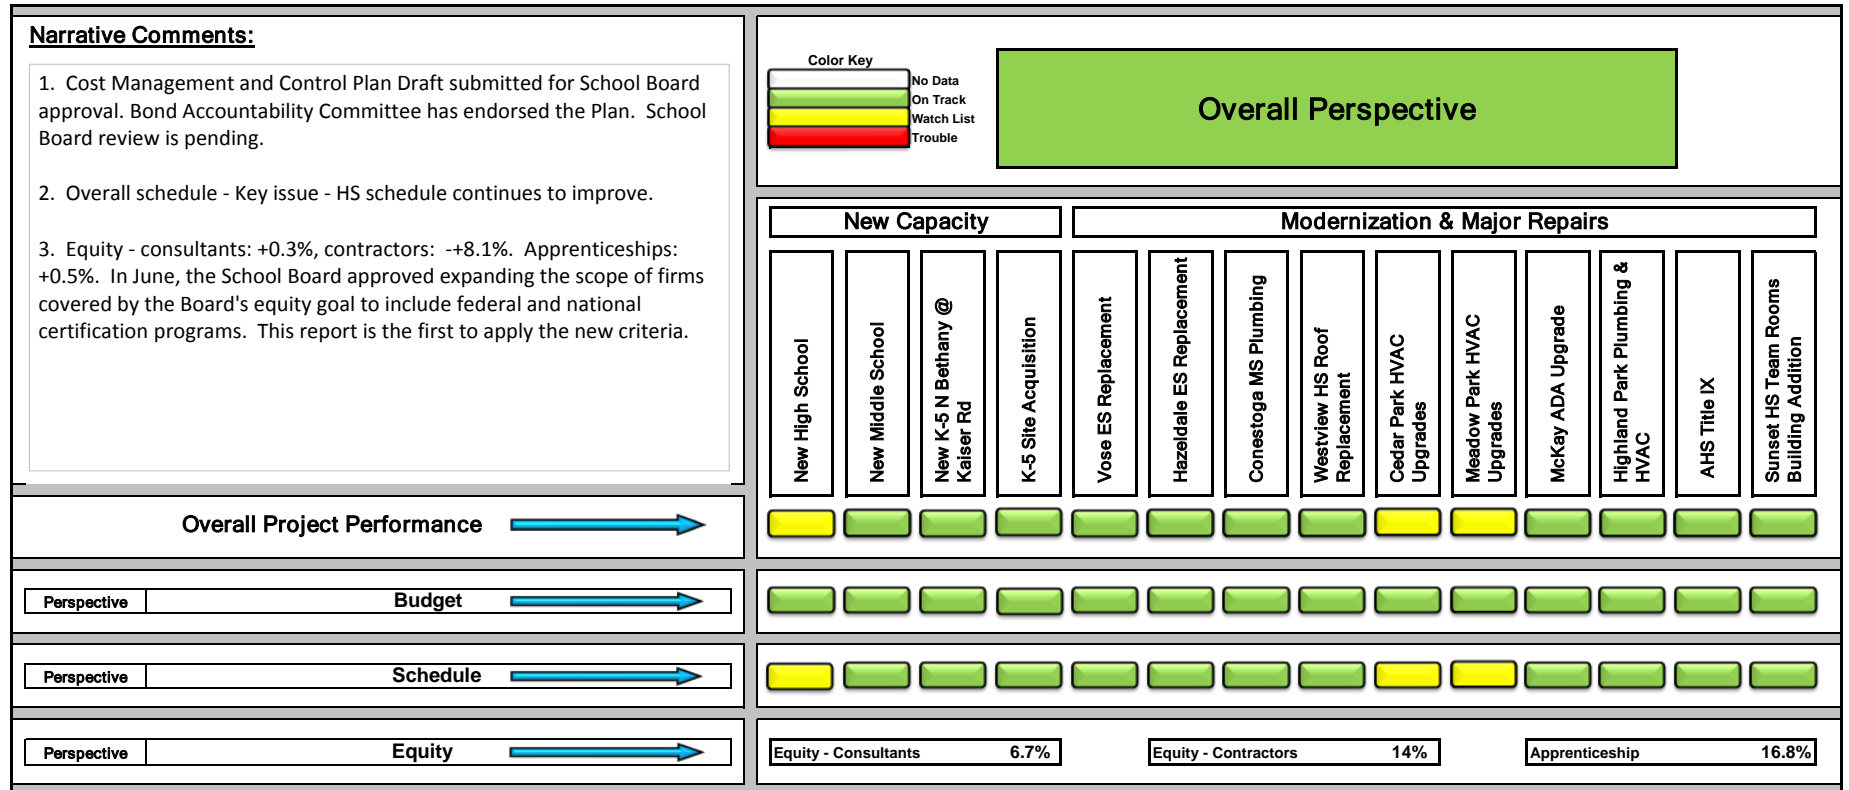 Narrative Comments:
1. Cost Management and Control Plan Draft submitted for School Board
approval. Bond Accountability Committee has endorsed the Plan. School
Board review is pending.
2. Overall schedule - Key issue - HS schedule continues to improve.
3. Equity - consultants: +0.3%, contractors: -+8.1%. Apprenticeships:
+0.5%. In June, the School Board approved expanding the scope of firms
covered by the Board's equity goal to include federal and national
certification programs. This report is the first to apply the new criteria.
Color Key
No Data
On Track
Watch List
Trouble
Overall Perspective
New Capacity
Modernization & Major Repairs
New High School
New Middle School
New K-5 N Bethany @
Kaiser Rd
K-5 Site Acquisition
Vose ES Replacement
Hazeldale ES Replacement
Conestoga MS Plumbing
Westview HS Roof
Replacement
Cedar Park HVAC
Upgrades
Meadow Park HVAC
Upgrades
McKay ADA Upgrade
Highland Park Plumbing &
HVAC
AHS Title IX
Sunset HS Team Rooms
Building Addition
Overall Project Performance
Perspective
Budget
Perspective
Schedule
Perspective
Equity
Equity - Consultants 6.7%
Equity - Contractors 14%
Apprenticeship 16.8%